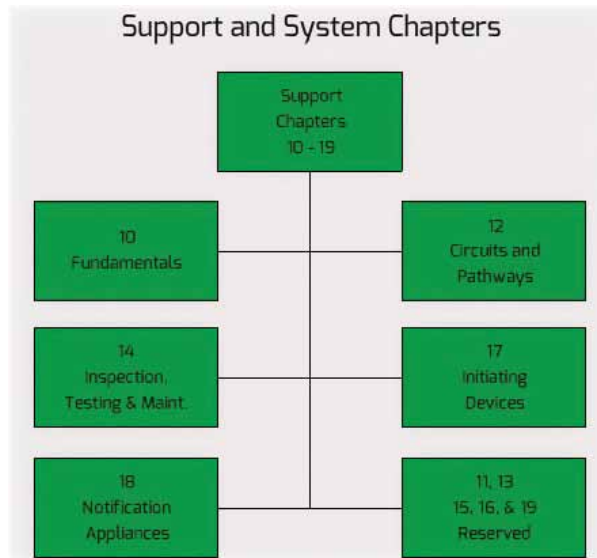 Support and System Chapters
Support
Chapters
10 - 19
10
Fundamentals
12
Circuits and
Pathways
14
Inspection,
Testing & Maint.
17
Initiating
Devices
18
Notification
Appliances
11, 13
15, 16, & 19
Reserved